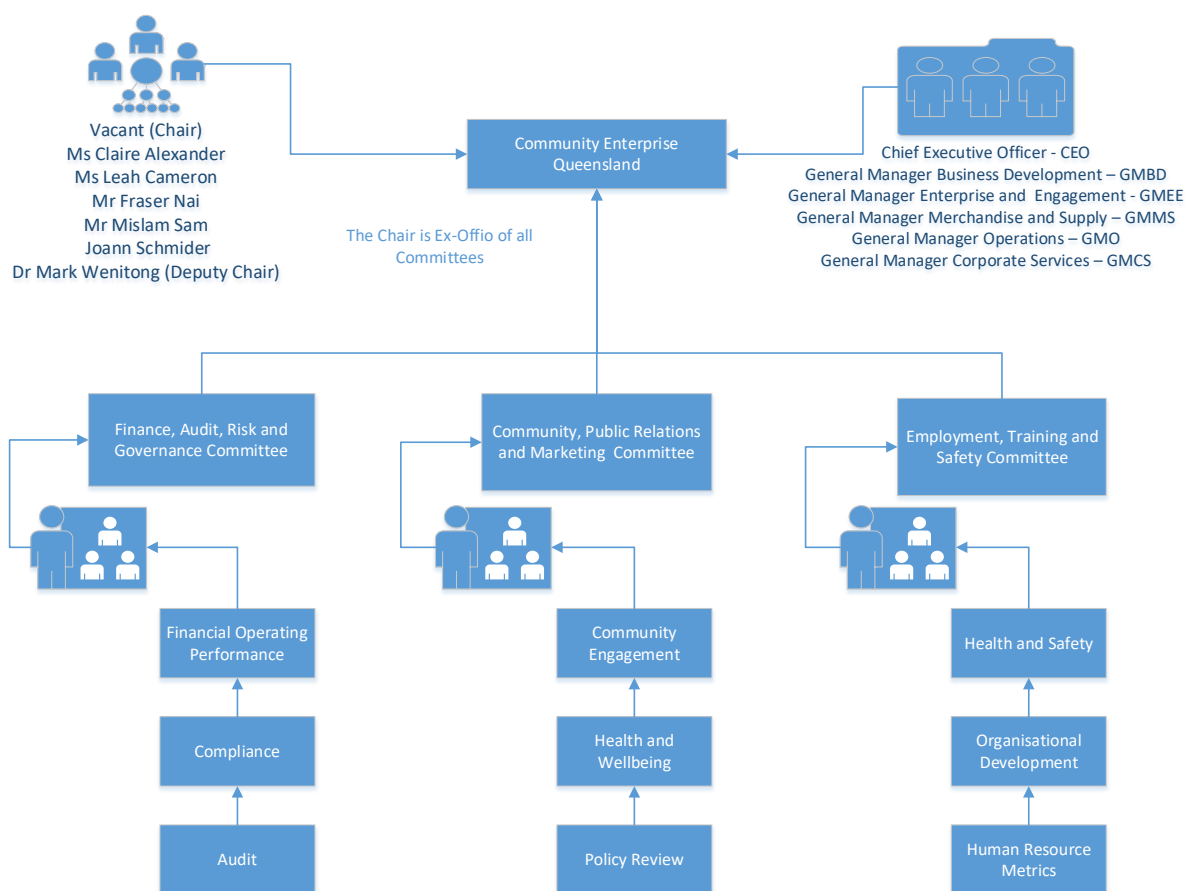 Vacant (Chair)
Ms Claire Alexander
Ms Leah Cameron
Mr Fraser Nai
Mr Mislam Sam
Joann Schmider
Dr Mark Wenitong (Deputy Chair)
Community Enterprise
Queensland
Chief Executive Officer - CEO
General Manager Business Development – GMBD
General Manager Enterprise and  Engagement - GMEE
General Manager Merchandise and Supply – GMMS
General Manager Operations – GMO
General Manager Corporate Services – GMCS
The Chair is Ex-Offio of all
Committees
Finance, Audit, Risk and
Governance Committee
Community, Public Relations
and Marketing  Committee
Employment, Training and
Safety Committee
Financial Operating
Performance
Compliance
Audit
Community
Engagement
Health and
Wellbeing
Policy Review
Health and Safety
Organisational
Development
Human Resource
Metrics